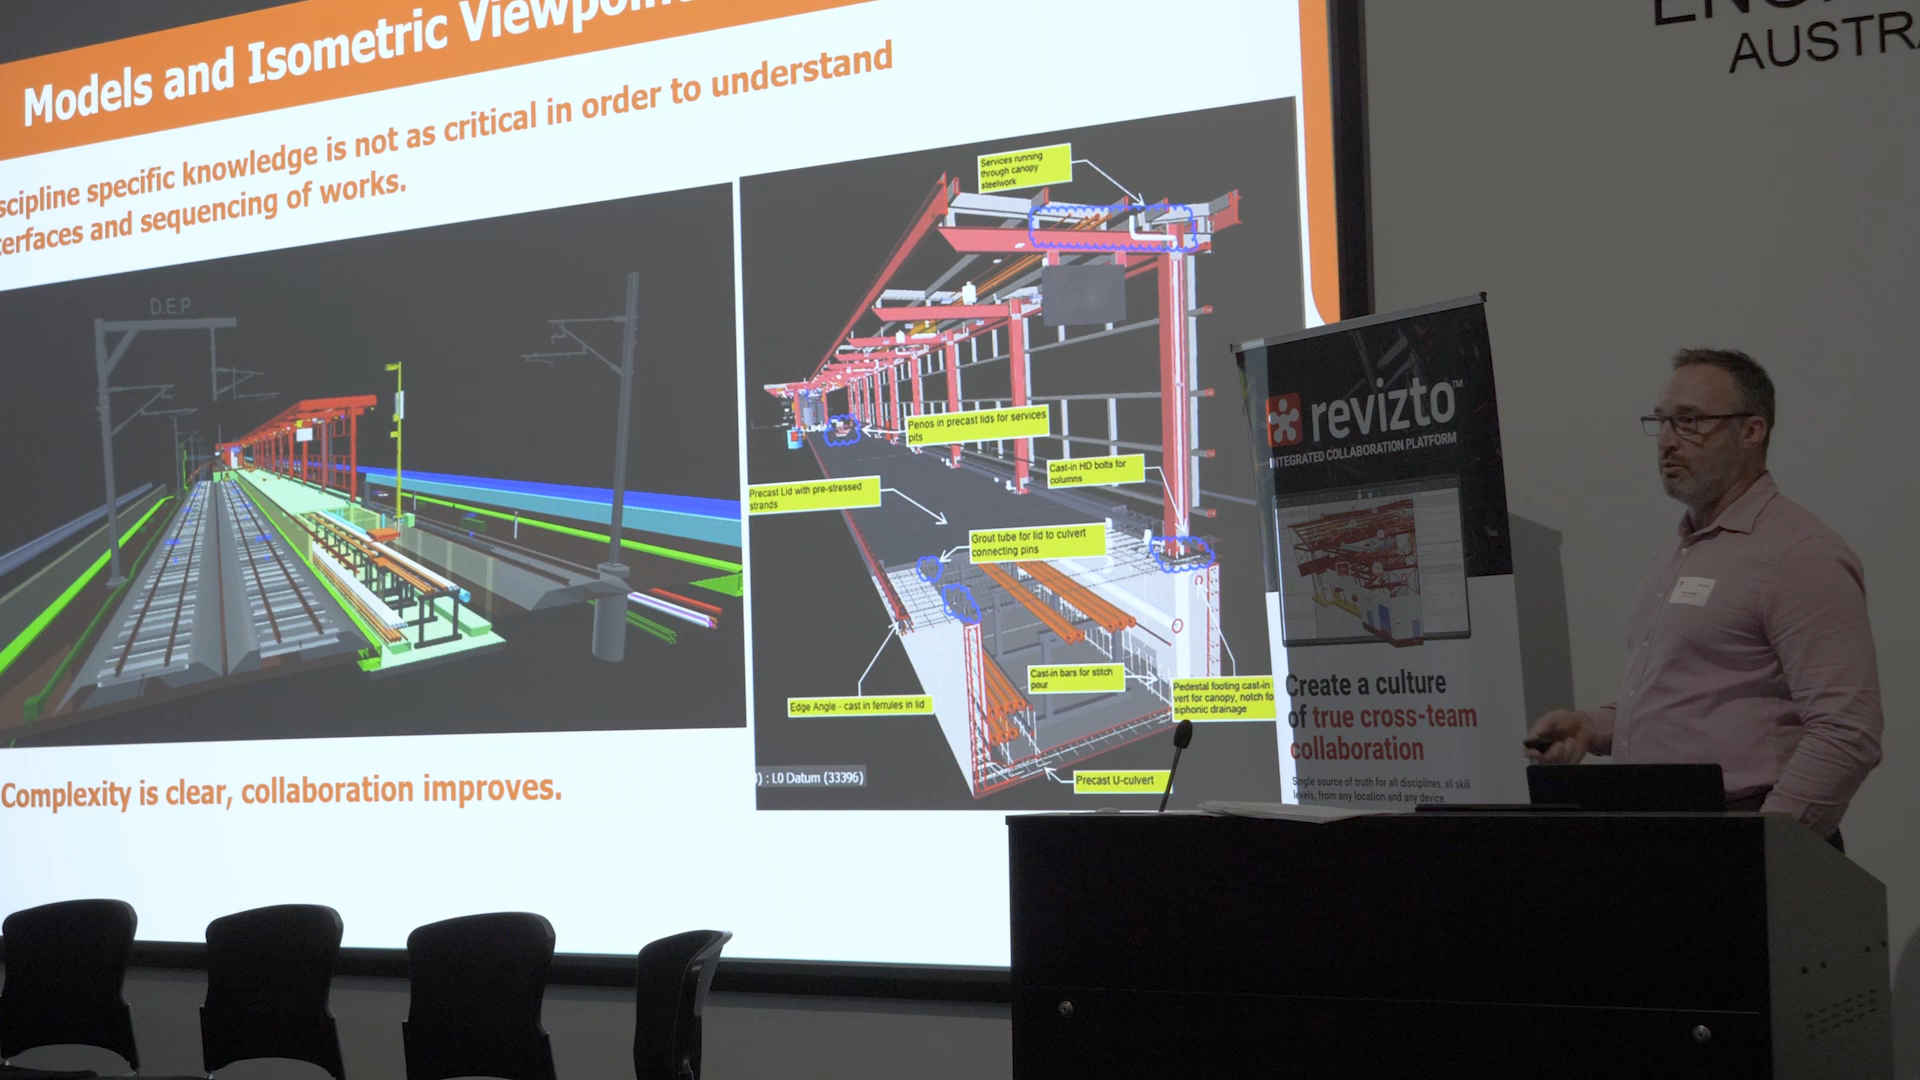 Models and Isometric Viewpoint
scipline specific knowledge is not as critical in order to understand
terfaces and sequencing of works.
D.E.P.
Services running
through canopy
steelwork
Penos in precast lids for services
pits
Cast-in HD bolts for
columns
Precast Lid with pre-stressed
strands
Grout tube for lid to culvert
connecting pins
Cast-in bars for stitch
pour
Pedestal footing cast-in
vert for canopy, notch fo
siphonic drainage
Edge Angle - cast in ferrules in lid
Precast U-culvert
) : L0 Datum (33396)
Complexity is clear, collaboration improves.
revizto™
INTEGRATED COLLABORATION PLATFORM
Create a culture
of true cross-team
collaboration
Single source of truth for all disciplines, all skill
levels, from any location and any device.
ENG
AUSTRA